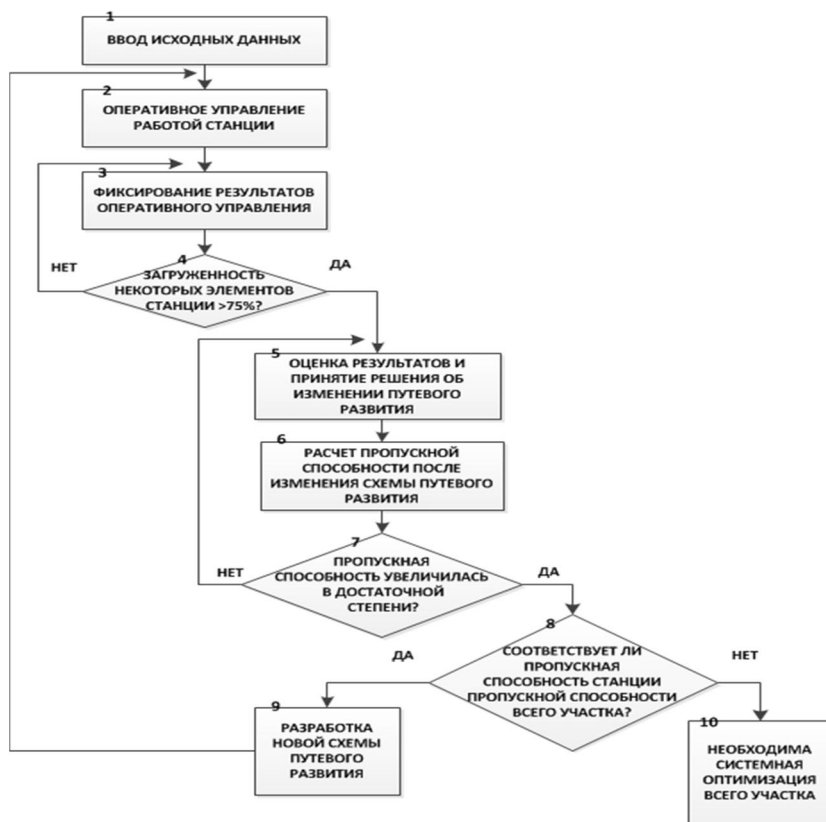 1
ВВОД ИСХОДНЫХ ДАННЫХ
2
ОПЕРАТИВНОЕ УПРАВЛЕНИЕ
РАБОТОЙ СТАНЦИИ
3
ФИКСИРОВАНИЕ РЕЗУЛЬТАТОВ
ОПЕРАТИВНОГО УПРАВЛЕНИЯ
4
НЕТ
ДА
ЗАГРУЖЕННОСТЬ
НЕКОТОРЫХ ЭЛЕМЕНТОВ
СТАНЦИИ >75%?
5
ОЦЕНКА РЕЗУЛЬТАТОВ И
ПРИНЯТИЕ РЕШЕНИЯ ОБ
ИЗМЕНЕНИИ ПУТЕВОГО
РАЗВИТИЯ
6
РАСЧЕТ ПРОПУСКНОЙ
СПОСОБНОСТИ ПОСЛЕ
ИЗМЕНЕНИЯ СХЕМЫ ПУТЕВОГО
РАЗВИТИЯ
7
НЕТ
ДА
ПРОПУСКНАЯ
СПОСОБНОСТЬ УВЕЛИЧИЛАСЬ
В ДОСТАТОЧНОЙ
СТЕПЕНИ?
8
ДА
НЕТ
СООТВЕТСТВУЕТ ЛИ
ПРОПУСКНАЯ
СПОСОБНОСТЬ СТАНЦИИ
ПРОПУСКНОЙ СПОСОБНОСТИ
ВСЕГО УЧАСТКА?
9
РАЗРАБОТКА
НОВОЙ СХЕМЫ
ПУТЕВОГО
РАЗВИТИЯ
10
НЕОБХОДИМА
СИСТЕМНАЯ
ОПТИМИЗАЦИЯ
ВСЕГО УЧАСТКА